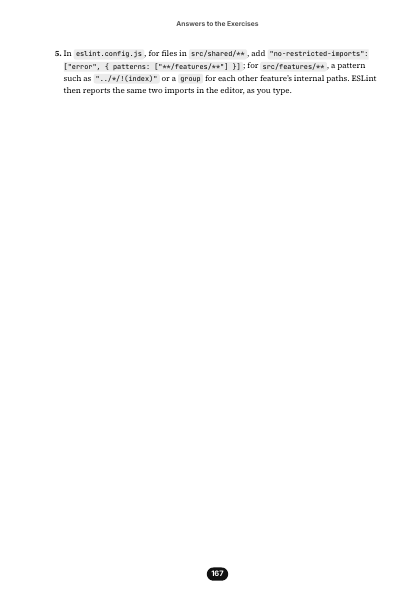 Answers to the Exercises
5. In eslint.config.js, for files in src/shared/**, add "no-restricted-imports":
["error", { patterns: ["**/features/**"] }]; for src/features/**, a pattern
such as "../*/!(index)" or a group for each other feature's internal paths. ESLint
then reports the same two imports in the editor, as you type.
167